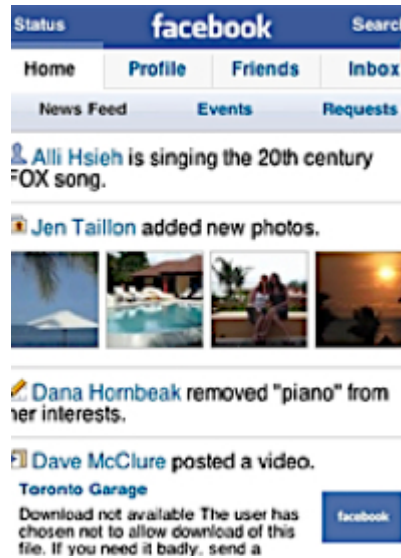 Status facebook Search
Home Profile Friends Inbox
News Feed Events Requests
Alli Hsieh is singing the 20th century
FOX song.
Jen Taillon added new photos.
Dana Hornbeak removed "piano" from
her interests.
Dave McClure posted a video.
Toronto Garage
Download not available The user has
facebook
chosen not to allow download of this
file. If you need it badly, send a